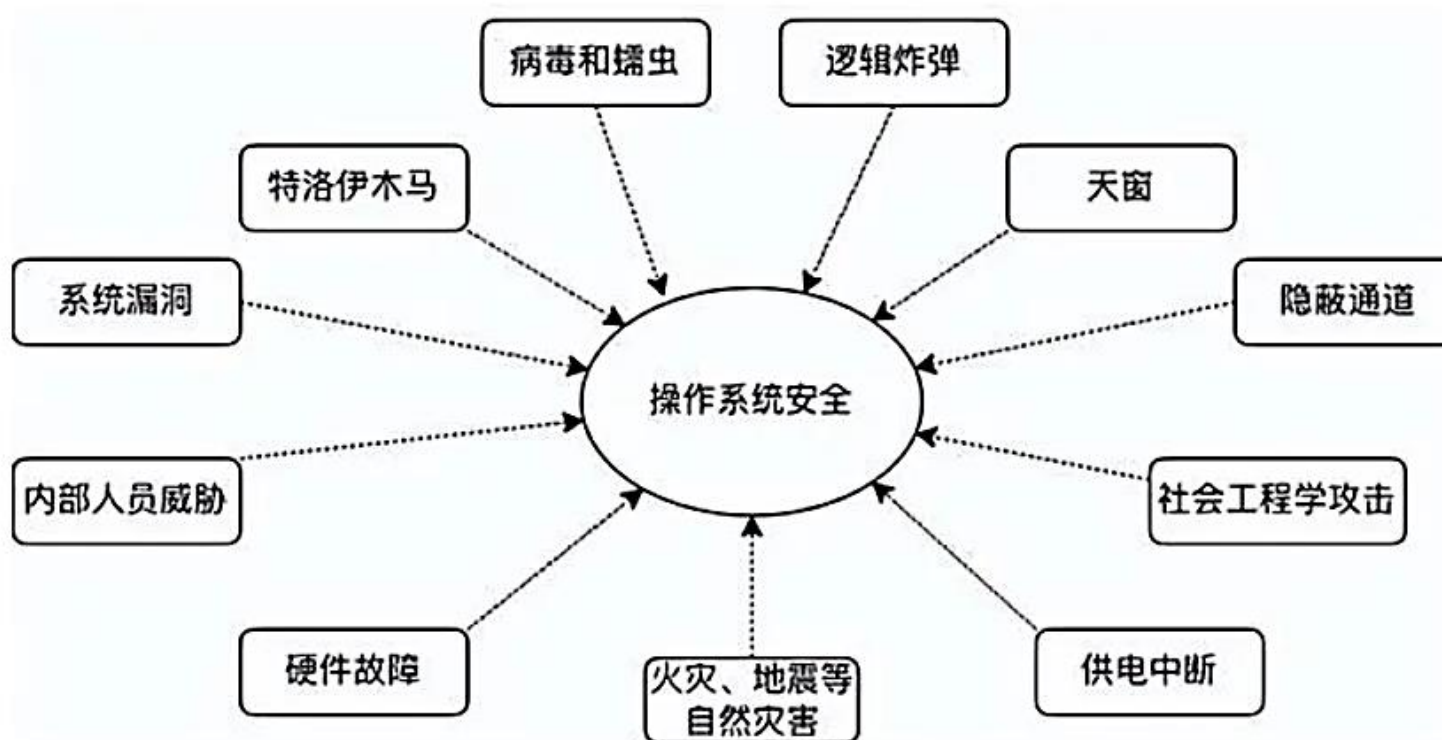 病毒和蠕虫
逻辑炸弹
特洛伊木马
天窗
系统漏洞
隐蔽通道
操作系统安全
内部人员威胁
社会工程学攻击
硬件故障
火灾、地震等
自然灾害
供电中断